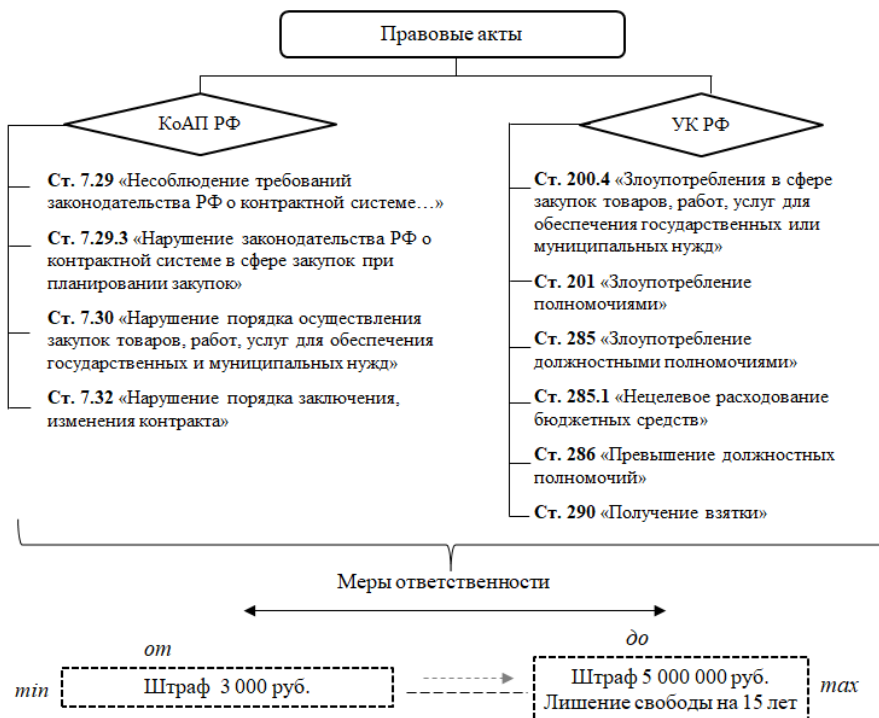 Правовые акты
КоАП РФ
Ст. 7.29 «Несоблюдение требований
законодательства РФ о контрактной системе…»
Ст. 7.29.3 «Нарушение законодательства РФ о
контрактной системе в сфере закупок при
планировании закупок»
Ст. 7.30 «Нарушение порядка осуществления
закупок товаров, работ, услуг для обеспечения
государственных и муниципальных нужд»
Ст. 7.32 «Нарушение порядка заключения,
изменения контракта»
УК РФ
Ст. 200.4 «Злоупотребления в сфере
закупок товаров, работ, услуг для
обеспечения государственных или
муниципальных нужд»
Ст. 201 «Злоупотребление
полномочиями»
Ст. 285 «Злоупотребление
должностными полномочиями»
Ст. 285.1 «Нецелевое расходование
бюджетных средств»
Ст. 286 «Превышение должностных
полномочий»
Ст. 290 «Получение взятки»
Меры ответственности
от
до
min
Штраф 3 000 руб.
Штраф 5 000 000 руб.
Лишение свободы на 15 лет
max